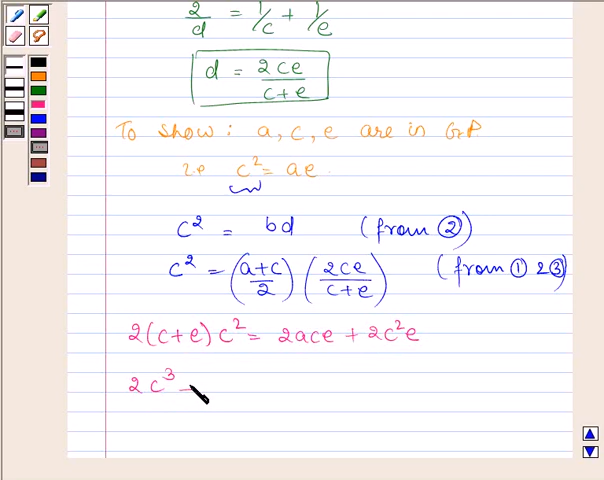 2/d = 1/c + 1/e
d = 2ce/(c+e)
To show: a, c, e are in G.P
i.e c² = ae.
c² = bd (from ②)
c² = ((a+c)/2) (2ce/(c+e)) (from ① & ③)
2(c+e)c² = 2ace + 2c²e
2c³ –